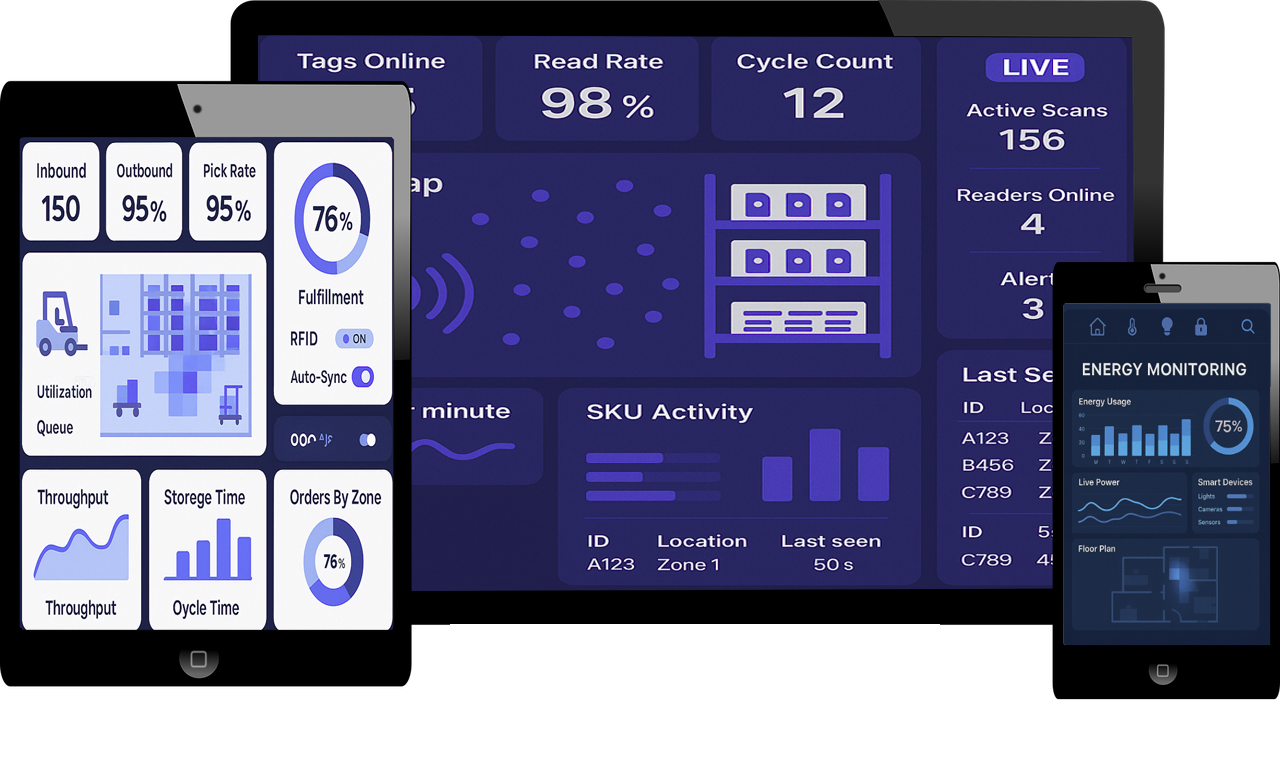 Tags Online
Read Rate
98 %
Cycle Count
12
LIVE
Active Scans
156
Readers Online
4
Alert
3
ap
r minute
SKU Activity
ID Location Last seen
A123 Zone 1 50 s
Last Se
ID Loc
A123 Z
B456 Z
C789 Z
ID 5
C789 4
Inbound
150
Outbound
95%
Pick Rate
95%
76%
Fulfillment
RFID ON
Auto-Sync
Utilization
Queue
Throughput
Throughput
Storege Time
Oycle Time
Orders By Zone
76%
ENERGY MONITORING
Energy Usage
60
40
20
0
75%
Live Power
Smart Devices
Lights
Cameras
Sensors
Floor Plan